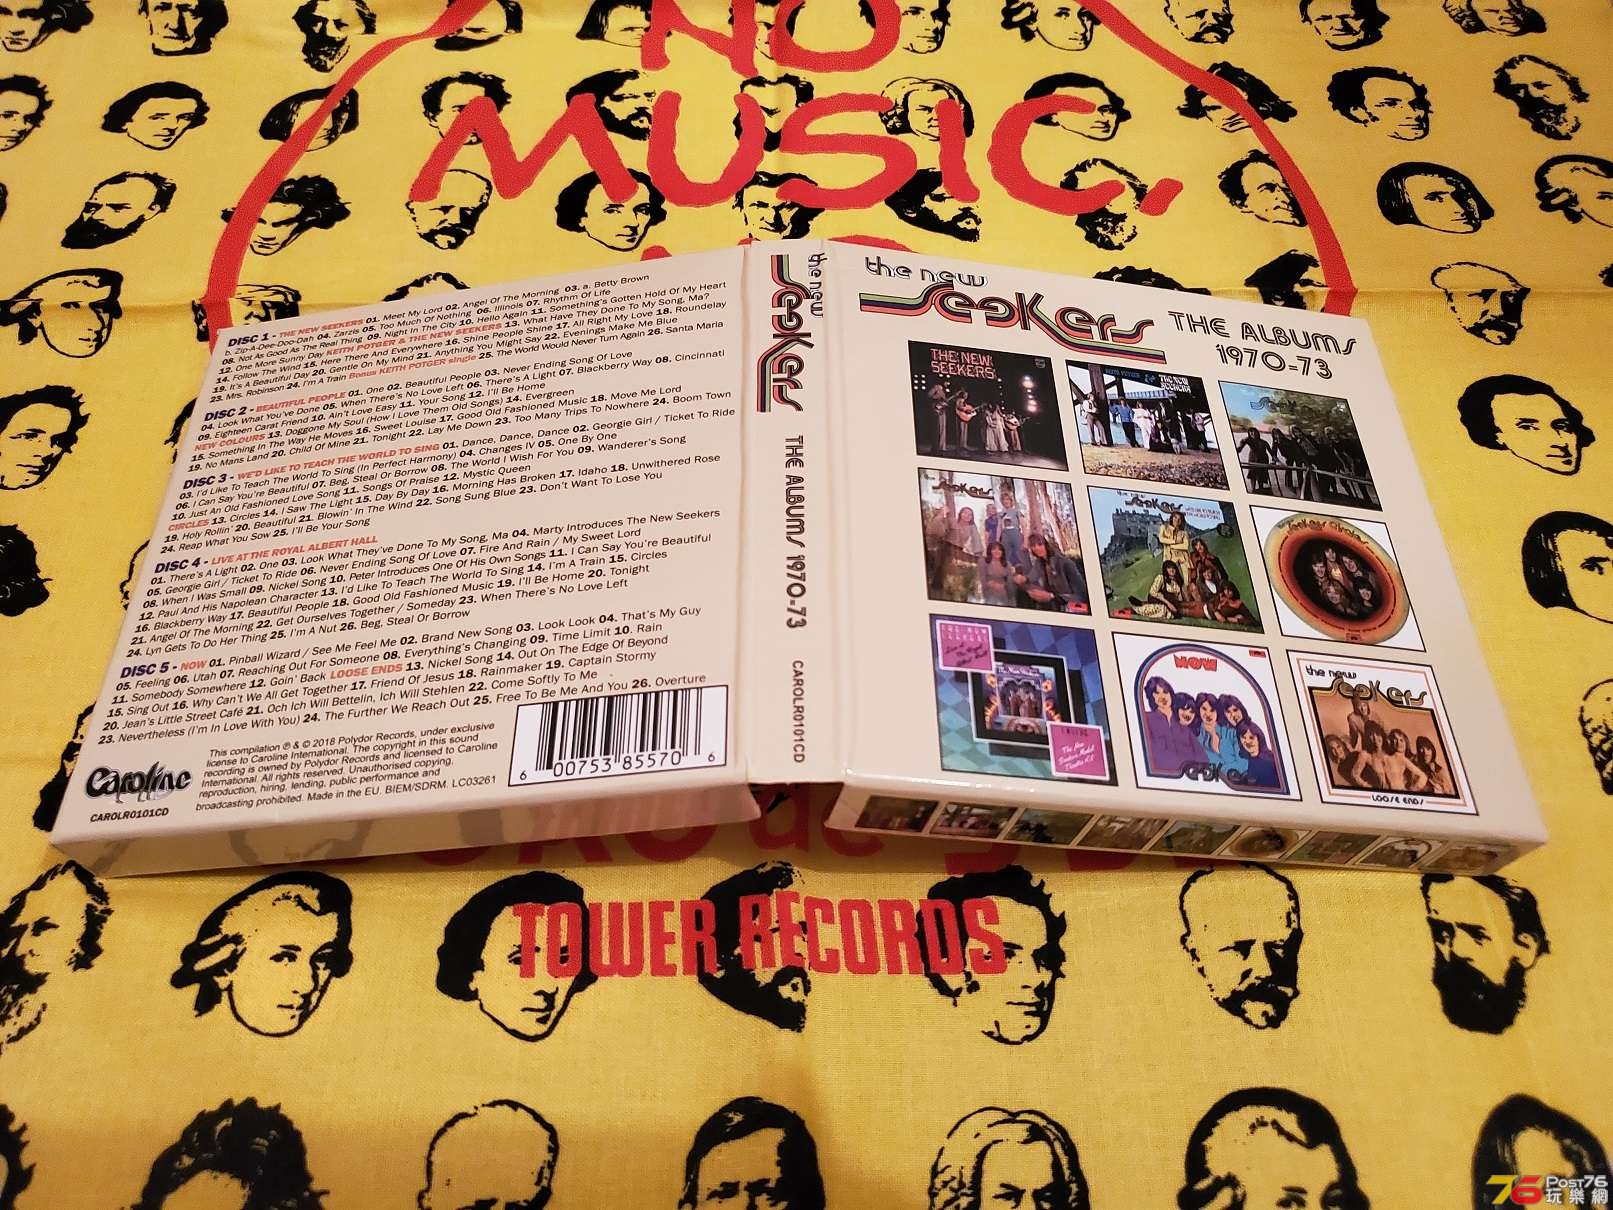 NO
MUSIC,
DISC 1 - THE NEW SEEKERS 01. Meet My Lord 02. Angel Of The Morning 03. a. Betty Brown
b. Zip-A-Dee-Doo-Dah 04. Zarzis 05. Too Much Of Nothing 06. Illinois 07. Rhythm Of Life
08. Not As Good As The Real Thing 09. Night In The City 10. Hello Again 11. Something's Gotten Hold Of My Heart
12. One More Sunny Day KEITH POTGER & THE NEW SEEKERS 13. What Have They Done To My Song, Ma?
14. Follow The Wind 15. Here There And Everywhere 16. Shine People Shine 17. All Right My Love 18. Roundelay
19. It's A Beautiful Day 20. Gentle On My Mind 21. Anything You Might Say 22. Evenings Make Me Blue
23. Mrs. Robinson 24. I'm A Train Bonus KEITH POTGER single 25. The World Would Never Turn Again 26. Santa Maria
DISC 2 - BEAUTIFUL PEOPLE 01. One 02. Beautiful People 03. Never Ending Song Of Love
04. Look What You've Done 05. When There's No Love Left 06. There's A Light 07. Blackberry Way 08. Cincinnati
09. Eighteen Carat Friend 10. Ain't Love Easy 11. Your Song 12. I'll Be Home
NEW COLOURS 13. Doggone My Soul (How I Love Them Old Songs) 14. Evergreen
15. Something In The Way He Moves 16. Sweet Louise 17. Good Old Fashioned Music 18. Move Me Lord
19. No Mans Land 20. Child Of Mine 21. Tonight 22. Lay Me Down 23. Too Many Trips To Nowhere 24. Boom Town
DISC 3 - WE'D LIKE TO TEACH THE WORLD TO SING 01. Dance, Dance, Dance 02. Georgie Girl / Ticket To Ride
03. I'd Like To Teach The World To Sing (In Perfect Harmony) 04. Changes IV 05. One By One
06. I Can Say You're Beautiful 07. Beg, Steal Or Borrow 08. The World I Wish For You 09. Wanderer's Song
10. Just An Old Fashioned Love Song 11. Songs Of Praise 12. Mystic Queen
CIRCLES 13. Circles 14. I Saw The Light 15. Day By Day 16. Morning Has Broken 17. Idaho 18. Unwithered Rose
19. Holy Rollin' 20. Beautiful 21. Blowin' In The Wind 22. Song Sung Blue 23. Don't Want To Lose You
24. Reap What You Sow 25. I'll Be Your Song
DISC 4 - LIVE AT THE ROYAL ALBERT HALL
01. There's A Light 02. One 03. Look What They've Done To My Song, Ma 04. Marty Introduces The New Seekers
05. Georgie Girl / Ticket To Ride 06. Never Ending Song Of Love 07. Fire And Rain / My Sweet Lord
08. When I Was Small 09. Nickel Song 10. Peter Introduces One Of His Own Songs 11. I Can Say You're Beautiful
12. Paul And His Napolean Character 13. I'd Like To Teach The World To Sing 14. I'm A Train 15. Circles
16. Blackberry Way 17. Beautiful People 18. Good Old Fashioned Music 19. I'll Be Home 20. Tonight
21. Angel Of The Morning 22. Get Ourselves Together / Someday 23. When There's No Love Left
24. Lyn Gets To Do Her Thing 25. I'm A Nut 26. Beg, Steal Or Borrow
DISC 5 - NOW 01. Pinball Wizard / See Me Feel Me 02. Brand New Song 03. Look Look 04. That's My Guy
05. Feeling 06. Utah 07. Reaching Out For Someone 08. Everything's Changing 09. Time Limit 10. Rain
11. Somebody Somewhere 12. Goin' Back LOOSE ENDS 13. Nickel Song 14. Out On The Edge Of Beyond
15. Sing Out 16. Why Can't We All Get Together 17. Friend Of Jesus 18. Rainmaker 19. Captain Stormy
20. Jean's Little Street Café 21. Och Ich Will Bettelin, Ich Will Stehlen 22. Come Softly To Me
23. Nevertheless (I'm In Love With You) 24. The Further We Reach Out 25. Free To Be Me And You 26. Overture
Caroline
CAROLR0101CD
This compilation ℗ & © 2018 Polydor Records, under exclusive
license to Caroline International. The copyright in this sound
recording is owned by Polydor Records and licensed to Caroline
International. All rights reserved. Unauthorised copying,
reproduction, hiring, lending, public performance and
broadcasting prohibited. Made in the EU. BIEM/SDRM. LC03261
6 00753 85570 6
the new
SeeKers
THE ALBUMS 1970-73
CAROLR0101CD
the new
SeeKers
THE ALBUMS
1970-73
THE NEW
SEEKERS
KEITH POTGER &
THE NEW
SEEKERS
SeeKers
SeeKers
SeeKers Circles
NOW
SeeKers
the new
SeeKers
LOOSE ENDS
TOWER RECORDS
76 Post76
玩樂網